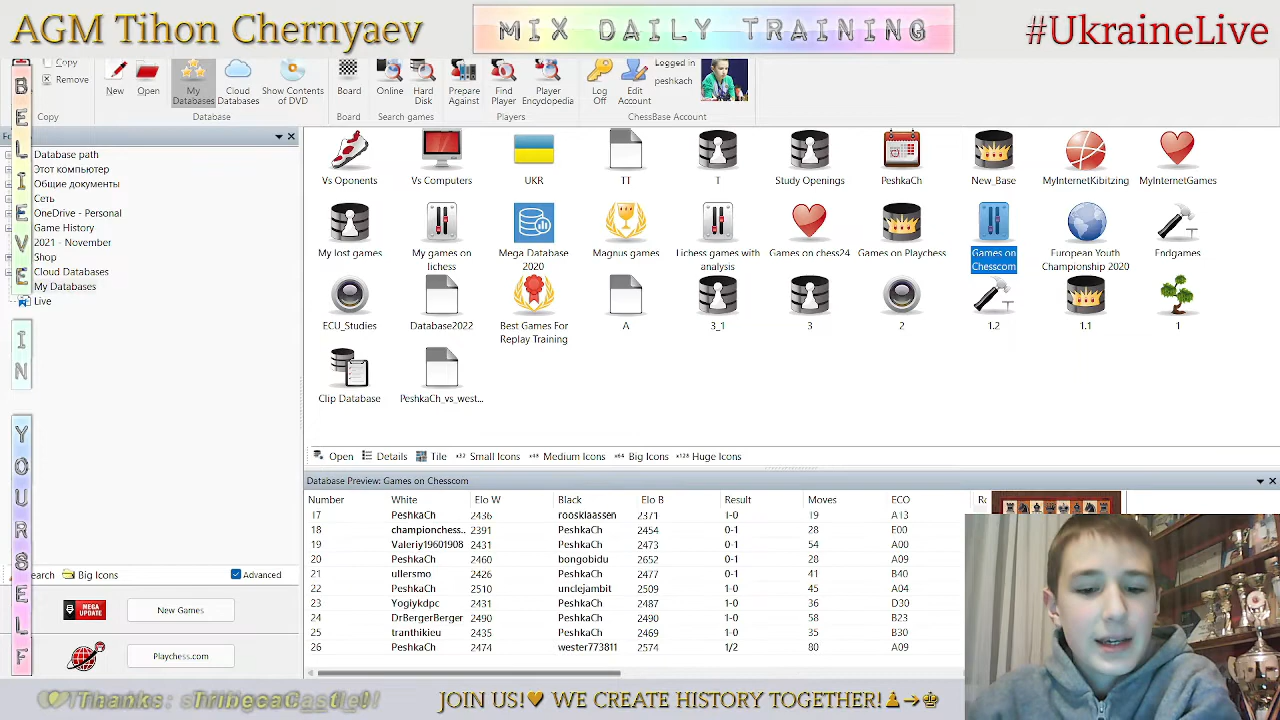 AGM Tihon Chernyaev
MIX DAILY TRAINING
#UkraineLive
BELIEVE
IN
YOURSELF
Copy
Remove
Copy
New
Open
My Databases
Cloud Databases
Show Contents of DVD
Database
Board
Board
Online
Hard Disk
Search games
Prepare Against
Find Player
Player Encyclopedia
Players
Log Off
Edit Account
Logged in
peshkach
ChessBase Account
Database path
Этот компьютер
Общие документы
Сеть
OneDrive - Personal
Game History
2021 - November
Shop
Cloud Databases
My Databases
Live
Big Icons
Advanced
MEGA UPDATE
New Games
Playchess.com
Vs Oponents
Vs Computers
UKR
TT
T
Study Openings
PeshkaCh
New_Base
MyInternetKibitzing
MyInternetGames
My lost games
My games on lichess
Mega Database 2020
Magnus games
Lichess games with analysis
Games on chess24
Games on Playchess
Games on Chesscom
European Youth Championship 2020
Endgames
ECU_Studies
Database2022
Best Games For Replay Training
A
3_1
3
2
1.2
1.1
1
Clip Database
PeshkaCh_vs_west...
Open Details Tile x32 Small Icons x48 Medium Icons x64 Big Icons x128 Huge Icons
Database Preview: Games on Chesscom
Number White Elo W Black Elo B Result Moves ECO
17 PeshkaCh 2436 roosklaassen 2371 1-0 19 A13
18 championchess.. 2391 PeshkaCh 2454 0-1 28 E00
19 Valeriy19601908 2431 PeshkaCh 2473 0-1 54 A00
20 PeshkaCh 2460 bongobidu 2652 0-1 28 A09
21 ullersmo 2426 PeshkaCh 2477 0-1 41 B40
22 PeshkaCh 2510 unclejambit 2509 1-0 45 A04
23 Yogiykdpc 2431 PeshkaCh 2487 1-0 36 D30
24 DrBergerBerger 2490 PeshkaCh 2490 1-0 58 B23
25 tranthikieu 2435 PeshkaCh 2469 1-0 35 B30
26 PeshkaCh 2474 wester773811 2574 1/2 80 A09
Thanks:
JOIN US!♥ WE CREATE HISTORY TOGETHER!♟→♚